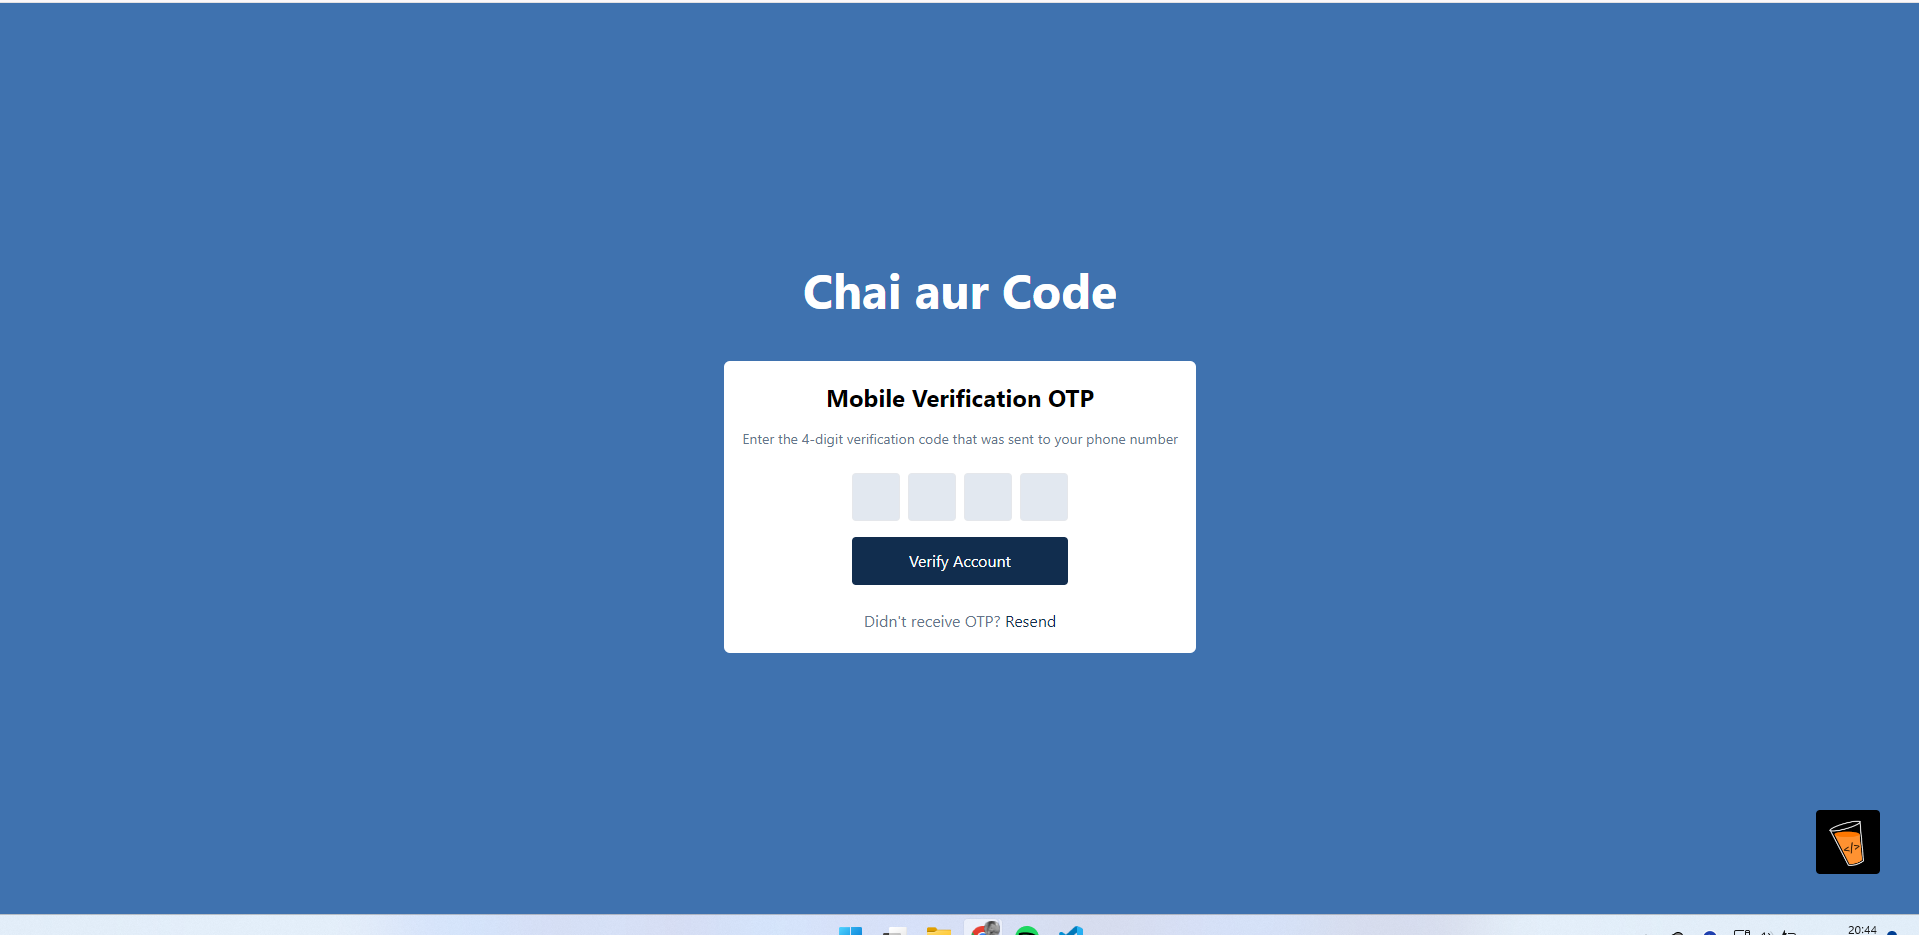 Chai aur Code
Mobile Verification OTP
Enter the 4-digit verification code that was sent to your phone number
Verify Account
Didn't receive OTP? Resend
</>
20:44